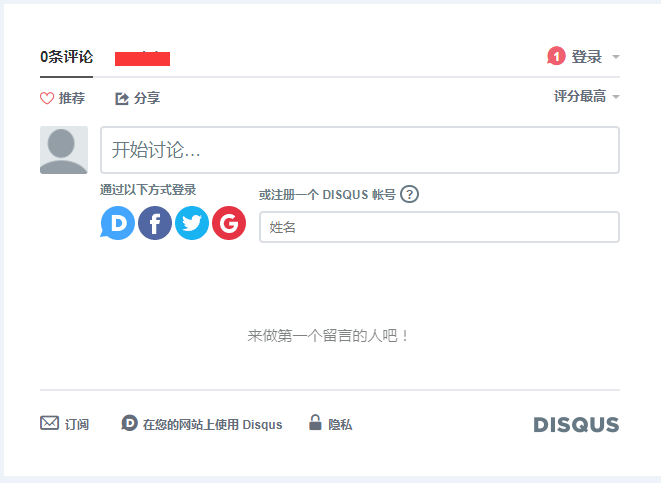 0条评论
1 登录
推荐
分享
评分最高
开始讨论…
通过以下方式登录
或注册一个 DISQUS 帐号 ?
D f G
姓名
来做第一个留言的人吧！
订阅
D 在您的网站上使用 Disqus
隐私
DISQUS